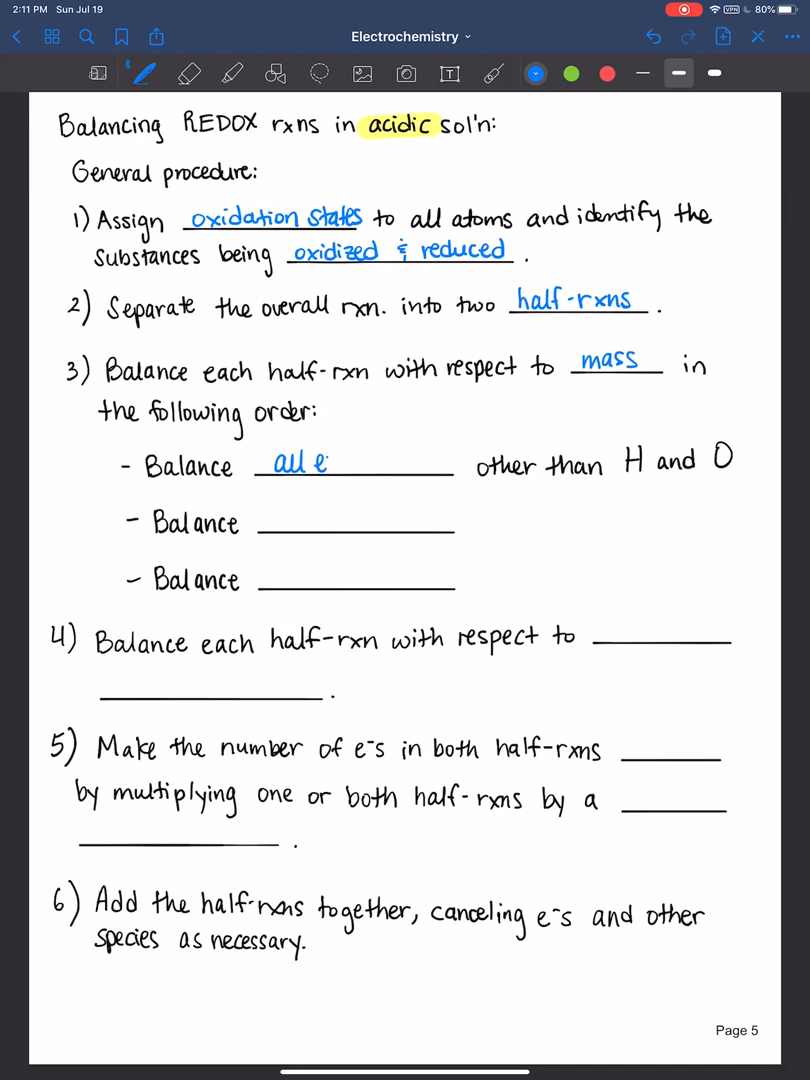 2:11 PM Sun Jul 19
VPN 80%
Electrochemistry
T
Balancing REDOX rxns in acidic sol'n:
General procedure:
1) Assign oxidation states to all atoms and identify the
substances being oxidized & reduced.
2) Separate the overall rxn. into two half-rxns.
3) Balance each half-rxn with respect to mass in
the following order:
- Balance all e other than H and O
- Balance
- Balance
4) Balance each half-rxn with respect to
.
5) Make the number of e⁻s in both half-rxns
by multiplying one or both half-rxns by a
.
6) Add the half-rxns together, canceling e⁻s and other
species as necessary.
Page 5